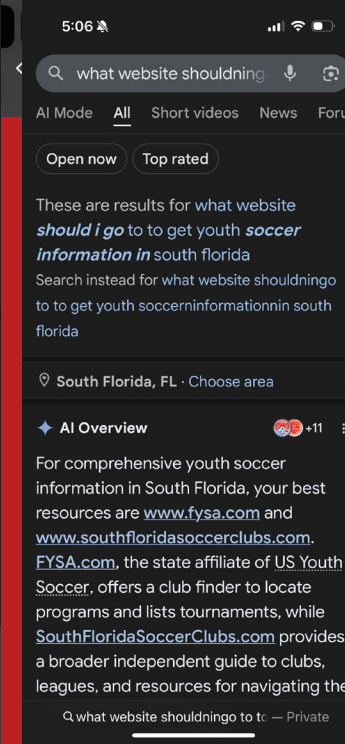 5:06
what website shouldning
AI Mode All Short videos News Foru
Open now Top rated
These are results for what website
should i go to to get youth soccer
information in south florida
Search instead for what website shouldningo
to to get youth soccerninformationnin south
florida
South Florida, FL · Choose area
AI Overview +11
For comprehensive youth soccer
information in South Florida, your best
resources are www.fysa.com and
www.southfloridasoccerclubs.com.
FYSA.com, the state affiliate of US Youth
Soccer, offers a club finder to locate
programs and lists tournaments, while
SouthFloridaSoccerClubs.com provides
a broader independent guide to clubs,
leagues, and resources for navigating the
what website shouldningo to to — Private